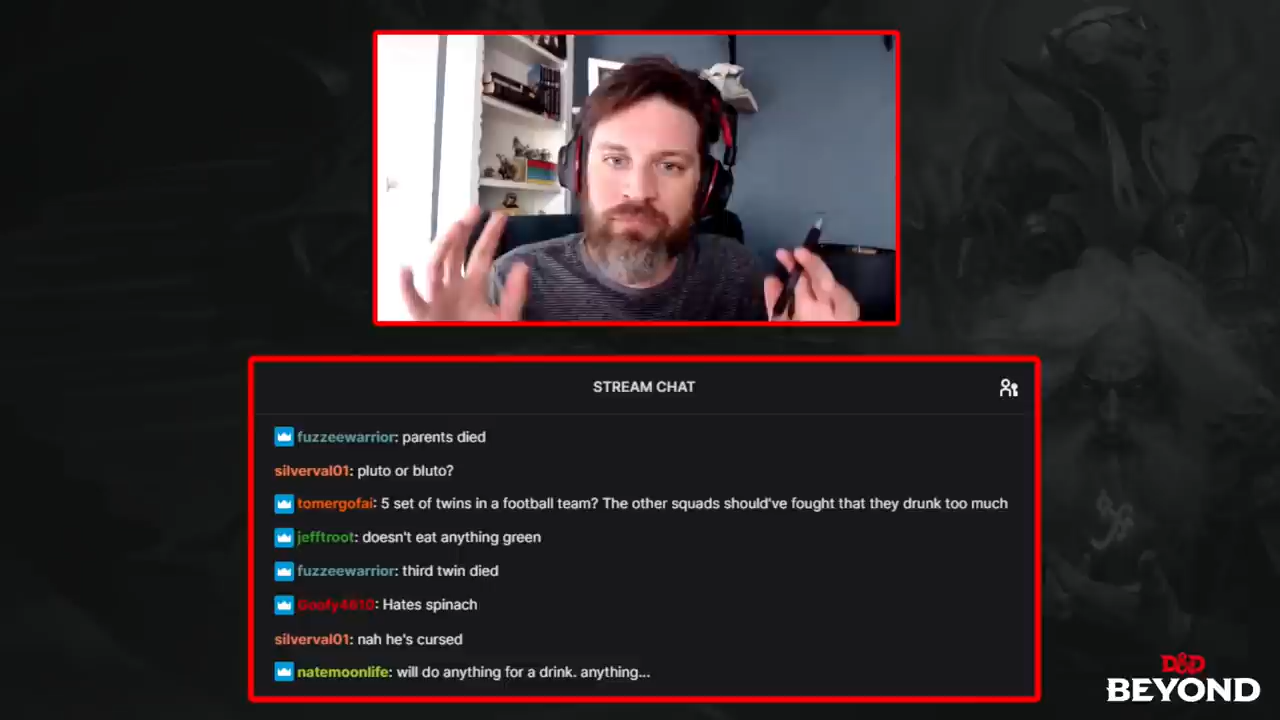 STREAM CHAT
fuzzeewarrior: parents died
silverval01: pluto or bluto?
tomergofai: 5 set of twins in a football team? The other squads should've fought that they drunk too much
jefftroot: doesn't eat anything green
fuzzeewarrior: third twin died
Goofy4610: Hates spinach
silverval01: nah he's cursed
natemoonlife: will do anything for a drink. anything...
D&D
BEYOND